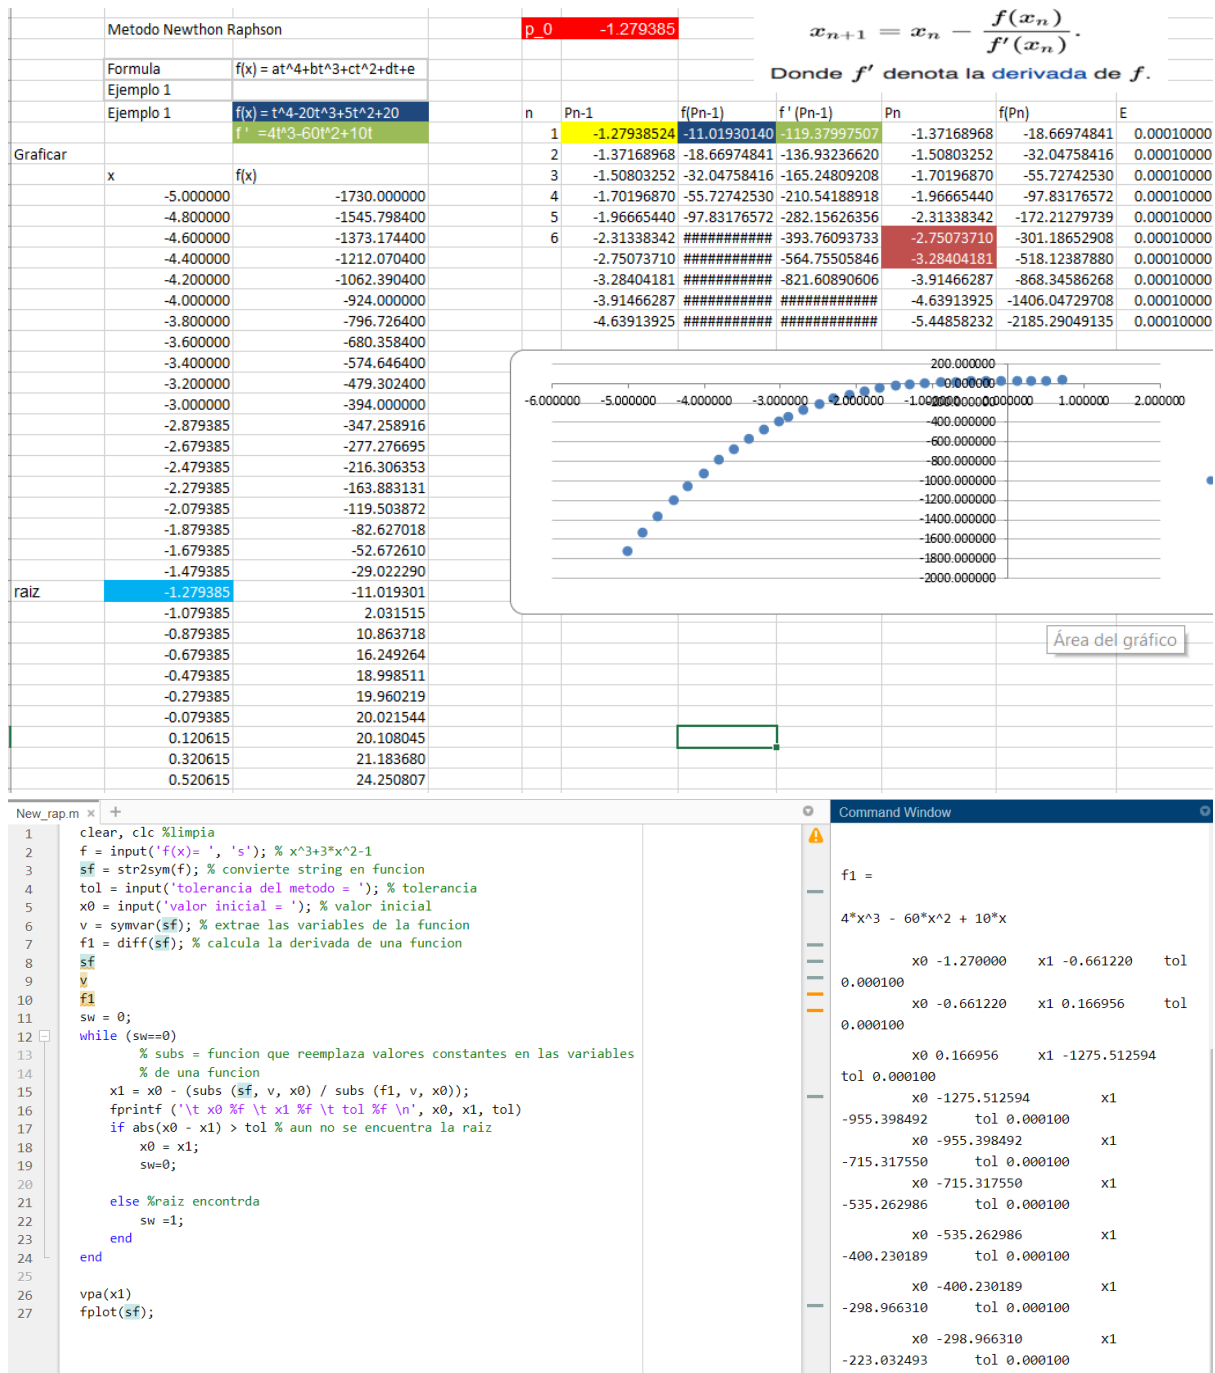 Metodo Newthon Raphson
p_0 -1.279385
xn+1 = xn − f(xn) / f′(xn).
Donde f′ denota la derivada de f.
Formula f(x) = at^4+bt^3+ct^2+dt+e
Ejemplo 1
Ejemplo 1 f(x) = t^4-20t^3+5t^2+20
f ' =4t^3-60t^2+10t
n Pn-1 f(Pn-1) f ' (Pn-1) Pn f(Pn) E
1 -1.27938524 -11.01930140 -119.37997507 -1.37168968 -18.66974841 0.00010000
2 -1.37168968 -18.66974841 -136.93236620 -1.50803252 -32.04758416 0.00010000
3 -1.50803252 -32.04758416 -165.24809208 -1.70196870 -55.72742530 0.00010000
4 -1.70196870 -55.72742530 -210.54188918 -1.96665440 -97.83176572 0.00010000
5 -1.96665440 -97.83176572 -282.15626356 -2.31338342 -172.21279739 0.00010000
6 -2.31338342 ########### -393.76093733 -2.75073710 -301.18652908 0.00010000
-2.75073710 ########### -564.75505846 -3.28404181 -518.12387880 0.00010000
-3.28404181 ########### -821.60890606 -3.91466287 -868.34586268 0.00010000
-3.91466287 ########### ############ -4.63913925 -1406.04729708 0.00010000
-4.63913925 ########### ############ -5.44858232 -2185.29049135 0.00010000
Graficar
x f(x)
-5.000000 -1730.000000
-4.800000 -1545.798400
-4.600000 -1373.174400
-4.400000 -1212.070400
-4.200000 -1062.390400
-4.000000 -924.000000
-3.800000 -796.726400
-3.600000 -680.358400
-3.400000 -574.646400
-3.200000 -479.302400
-3.000000 -394.000000
-2.879385 -347.258916
-2.679385 -277.276695
-2.479385 -216.306353
-2.279385 -163.883131
-2.079385 -119.503872
-1.879385 -82.627018
-1.679385 -52.672610
-1.479385 -29.022290
raiz -1.279385 -11.019301
-1.079385 2.031515
-0.879385 10.863718
-0.679385 16.249264
-0.479385 18.998511
-0.279385 19.960219
-0.079385 20.021544
0.120615 20.108045
0.320615 21.183680
0.520615 24.250807
200.000000
0.000000
-6.000000 -5.000000 -4.000000 -3.000000 -2.000000 -1.000000 0.000000 1.000000 2.000000
-200.000000
-400.000000
-600.000000
-800.000000
-1000.000000
-1200.000000
-1400.000000
-1600.000000
-1800.000000
-2000.000000
Área del gráfico
New_rap.m × +
1 clear, clc %limpia
2 f = input('f(x)= ', 's'); % x^3+3*x^2-1
3 sf = str2sym(f); % convierte string en funcion
4 tol = input('tolerancia del metodo = '); % tolerancia
5 x0 = input('valor inicial = '); % valor inicial
6 v = symvar(sf); % extrae las variables de la funcion
7 f1 = diff(sf); % calcula la derivada de una funcion
8 sf
9 v
10 f1
11 sw = 0;
12 while (sw==0)
13 % subs = funcion que reemplaza valores constantes en las variables
14 % de una funcion
15 x1 = x0 - (subs (sf, v, x0) / subs (f1, v, x0));
16 fprintf ('\t x0 %f \t x1 %f \t tol %f \n', x0, x1, tol)
17 if abs(x0 - x1) > tol % aun no se encuentra la raiz
18 x0 = x1;
19 sw=0;
20
21 else %raiz encontrda
22 sw =1;
23 end
24 end
25
26 vpa(x1)
27 fplot(sf);
Command Window
f1 =
4*x^3 - 60*x^2 + 10*x
x0 -1.270000 x1 -0.661220 tol
0.000100
x0 -0.661220 x1 0.166956 tol
0.000100
x0 0.166956 x1 -1275.512594
tol 0.000100
x0 -1275.512594 x1
-955.398492 tol 0.000100
x0 -955.398492 x1
-715.317550 tol 0.000100
x0 -715.317550 x1
-535.262986 tol 0.000100
x0 -535.262986 x1
-400.230189 tol 0.000100
x0 -400.230189 x1
-298.966310 tol 0.000100
x0 -298.966310 x1
-223.032493 tol 0.000100